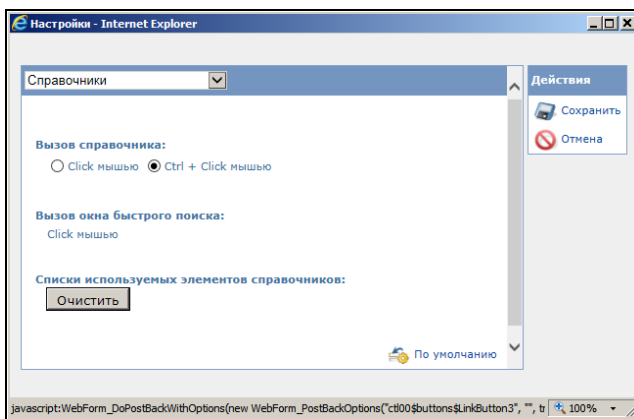 Настройки - Internet Explorer
Справочники
Действия
Сохранить
Отмена
Вызов справочника:
Click мышью Ctrl + Click мышью
Вызов окна быстрого поиска:
Click мышью
Списки используемых элементов справочников:
Очистить
По умолчанию
javascript:WebForm_DoPostBackWithOptions(new WebForm_PostBackOptions("ctl00$buttons$LinkButton3", "", tr 100%